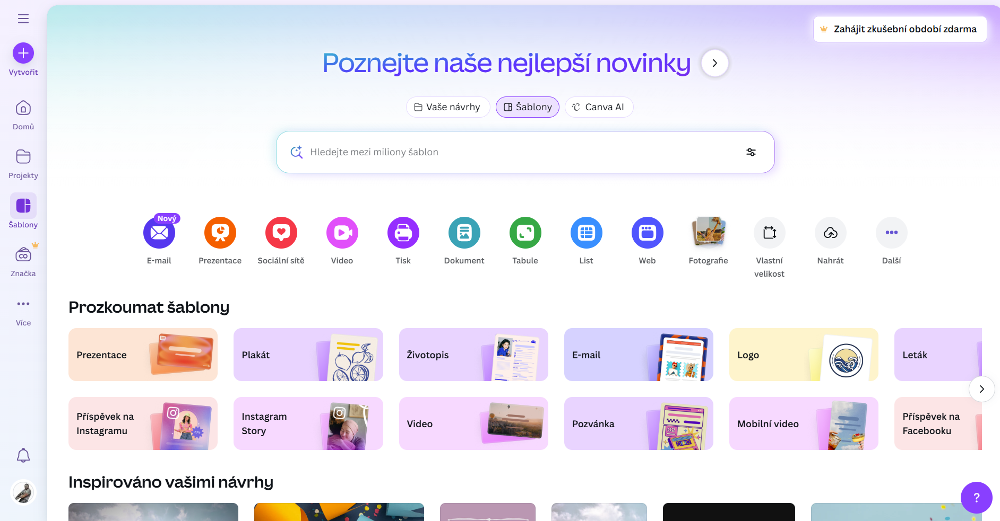 Zahájit zkušební období zdarma
Vytvořit
Domů
Projekty
Šablony
Značka
Více
Poznejte naše nejlepší novinky
Vaše návrhy
Šablony
Canva AI
Hledejte mezi miliony šablon
Nový
E-mail
Prezentace
Sociální sítě
Video
Tisk
Dokument
Tabule
List
Web
Fotografie
Vlastní
velikost
Nahrát
Další
Prozkoumat šablony
Prezentace
Plakát
Životopis
E-mail
Logo
Leták
Příspěvek na
Instagramu
20%
Instagram
Story
Video
Pozvánka
02
Mobilní video
Příspěvek na
Facebooku
Inspirováno vašimi návrhy
?